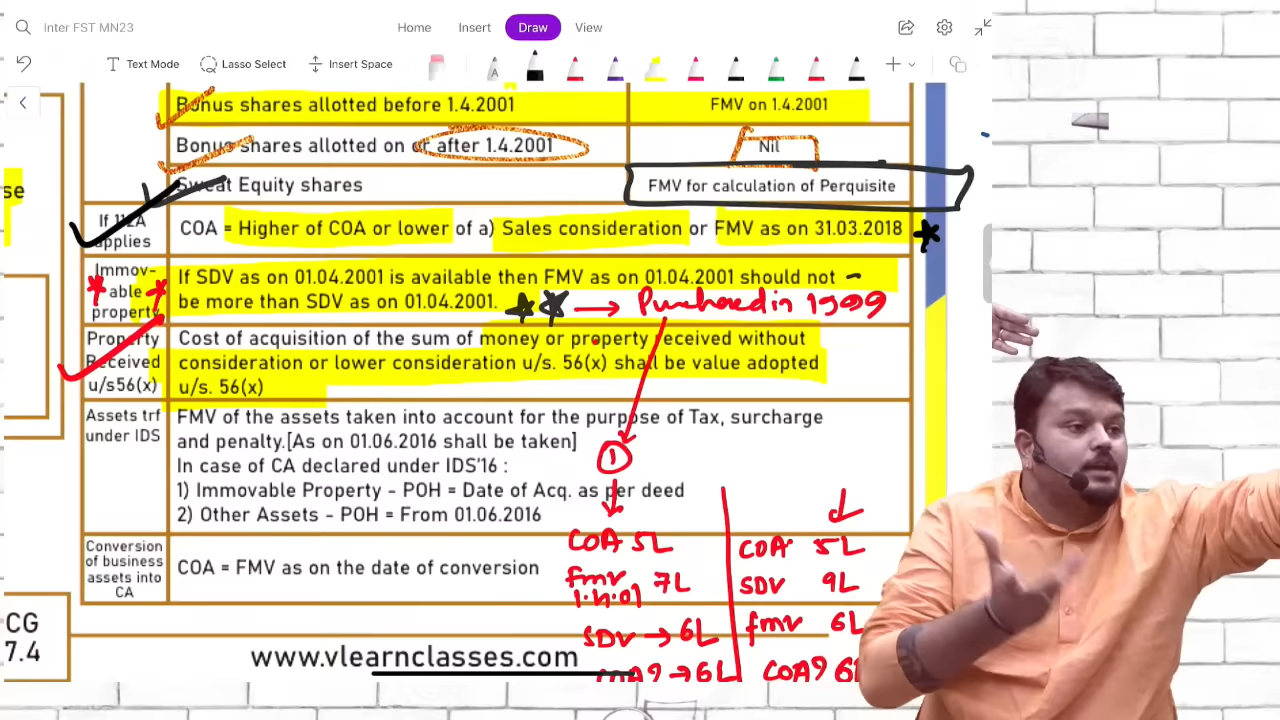 inter FST MN23
Home
Insert
Draw
View
Text Mode
Lasso Select
Insert Space
Bonus shares allotted before 1.4.2001
FMV on 1.4.2001
Bonus shares allotted on or after 1.4.2001
Nil
Sweat Equity shares
FMV for calculation of Perquisite
If 112A
applies
COA = Higher of COA or lower of a) Sales consideration or FMV as on 31.03.2018
Immov-
able
property
If SDV as on 01.04.2001 is available then FMV as on 01.04.2001 should not
be more than SDV as on 01.04.2001.
Purchased in 1999
Property
Received
u/s56(x)
Cost of acquisition of the sum of money or property received without
consideration or lower consideration u/s. 56(x) shall be value adopted
u/s. 56(x)
Assets trf
under IDS
FMV of the assets taken into account for the purpose of Tax, surcharge
and penalty.[As on 01.06.2016 shall be taken]
In case of CA declared under IDS'16 :
1) Immovable Property - POH = Date of Acq. as per deed
2) Other Assets - POH = From 01.06.2016
Conversion
of business
assets into
CA
COA = FMV as on the date of conversion
1
COA 5L
fmv 7L
1.4.01
SDV → 6L
COA? → 6L
COA 5L
SDV 9L
fmv 6L
COA? 6L
se
CG
7.4
www.vlearnclasses.com